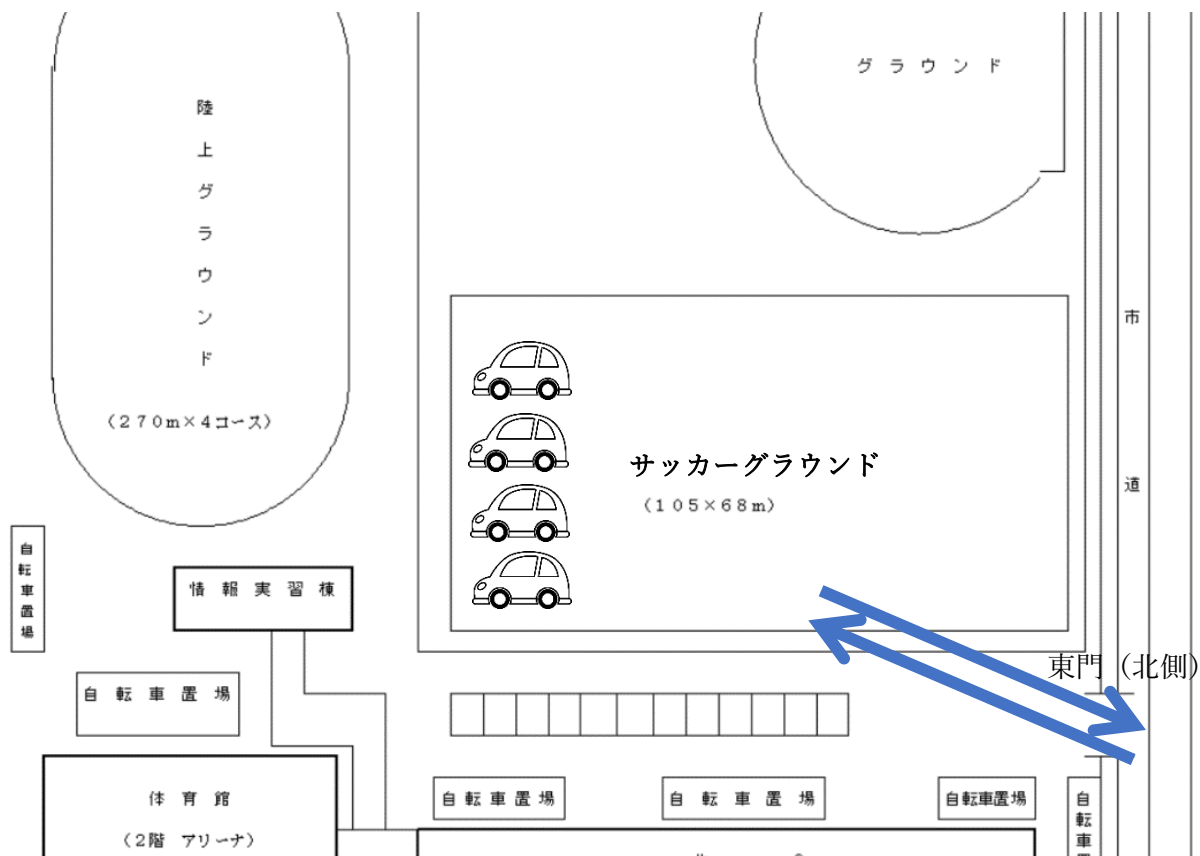 グラウンド
陸上グラウンド
(270m×4コース)
市道
サッカーグラウンド
(105×68m)
自転車置場
情報実習棟
東門(北側)
自転車置場
自転車置場
自転車置場
自転車置場
自転車
体育館
(2階 アリーナ)